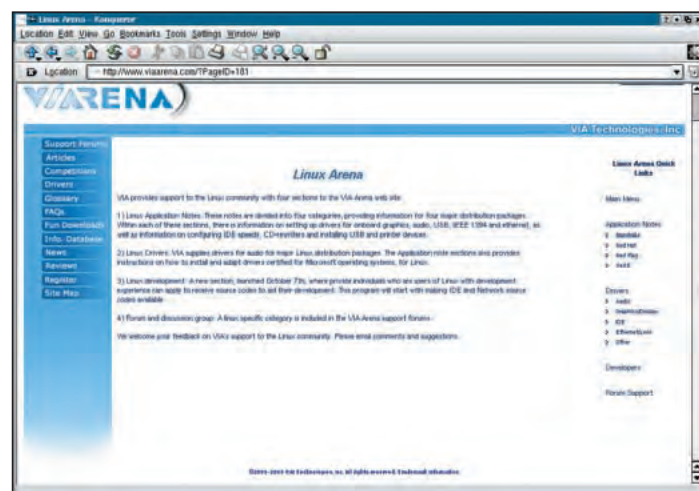 Linux Arena - Konqueror
Location Edit View Go Bookmarks Tools Settings Window Help
Location http://www.viaarena.com/?PageID=181
VIARENA
VIA Technologies, Inc
Support Forums
Articles
Competitions
Drivers
Glossary
FAQs
Fun Downloads
Info. Database
News
Reviews
Register
Site Map
Linux Arena
VIA provides support to the Linux community with four sections to the VIA Arena web site.
1) Linux Application Notes: These notes are divided into four categories, providing information for four major distribution packages.
Within each of these sections, there is information on setting up drivers for onboard graphics, audio, USB, IEEE 1394 and ethernet, as
well as information on configuring IDE speeds, CD-rewriters and installing USB and printer devices.
2) Linux Drivers: VIA supplies drivers for audio for major Linux distribution packages. The Application note sections also provides
instructions on how to install and adapt drivers certified for Microsoft operating systems, for Linux.
3) Linux development: A new section, launched October 7th, where private individuals who are users of Linux with development
experience can apply to receive source codes to aid their development. This program will start with making IDE and Network source
codes available.
4) Forum and discussion group: A linux specific category is included in the VIA Arena support forums.
We welcome your feedback on VIA's support to the Linux community. Please email comments and suggestions.
Linux Arena Quick
Links
Main Menu
Application Notes
Mandrake
Red Hat
Red Flag
SuSE
Drivers
Audio
IDE
Other
Developers
Forum Support
VIA Technologies, Inc. all rights reserved. trademark information